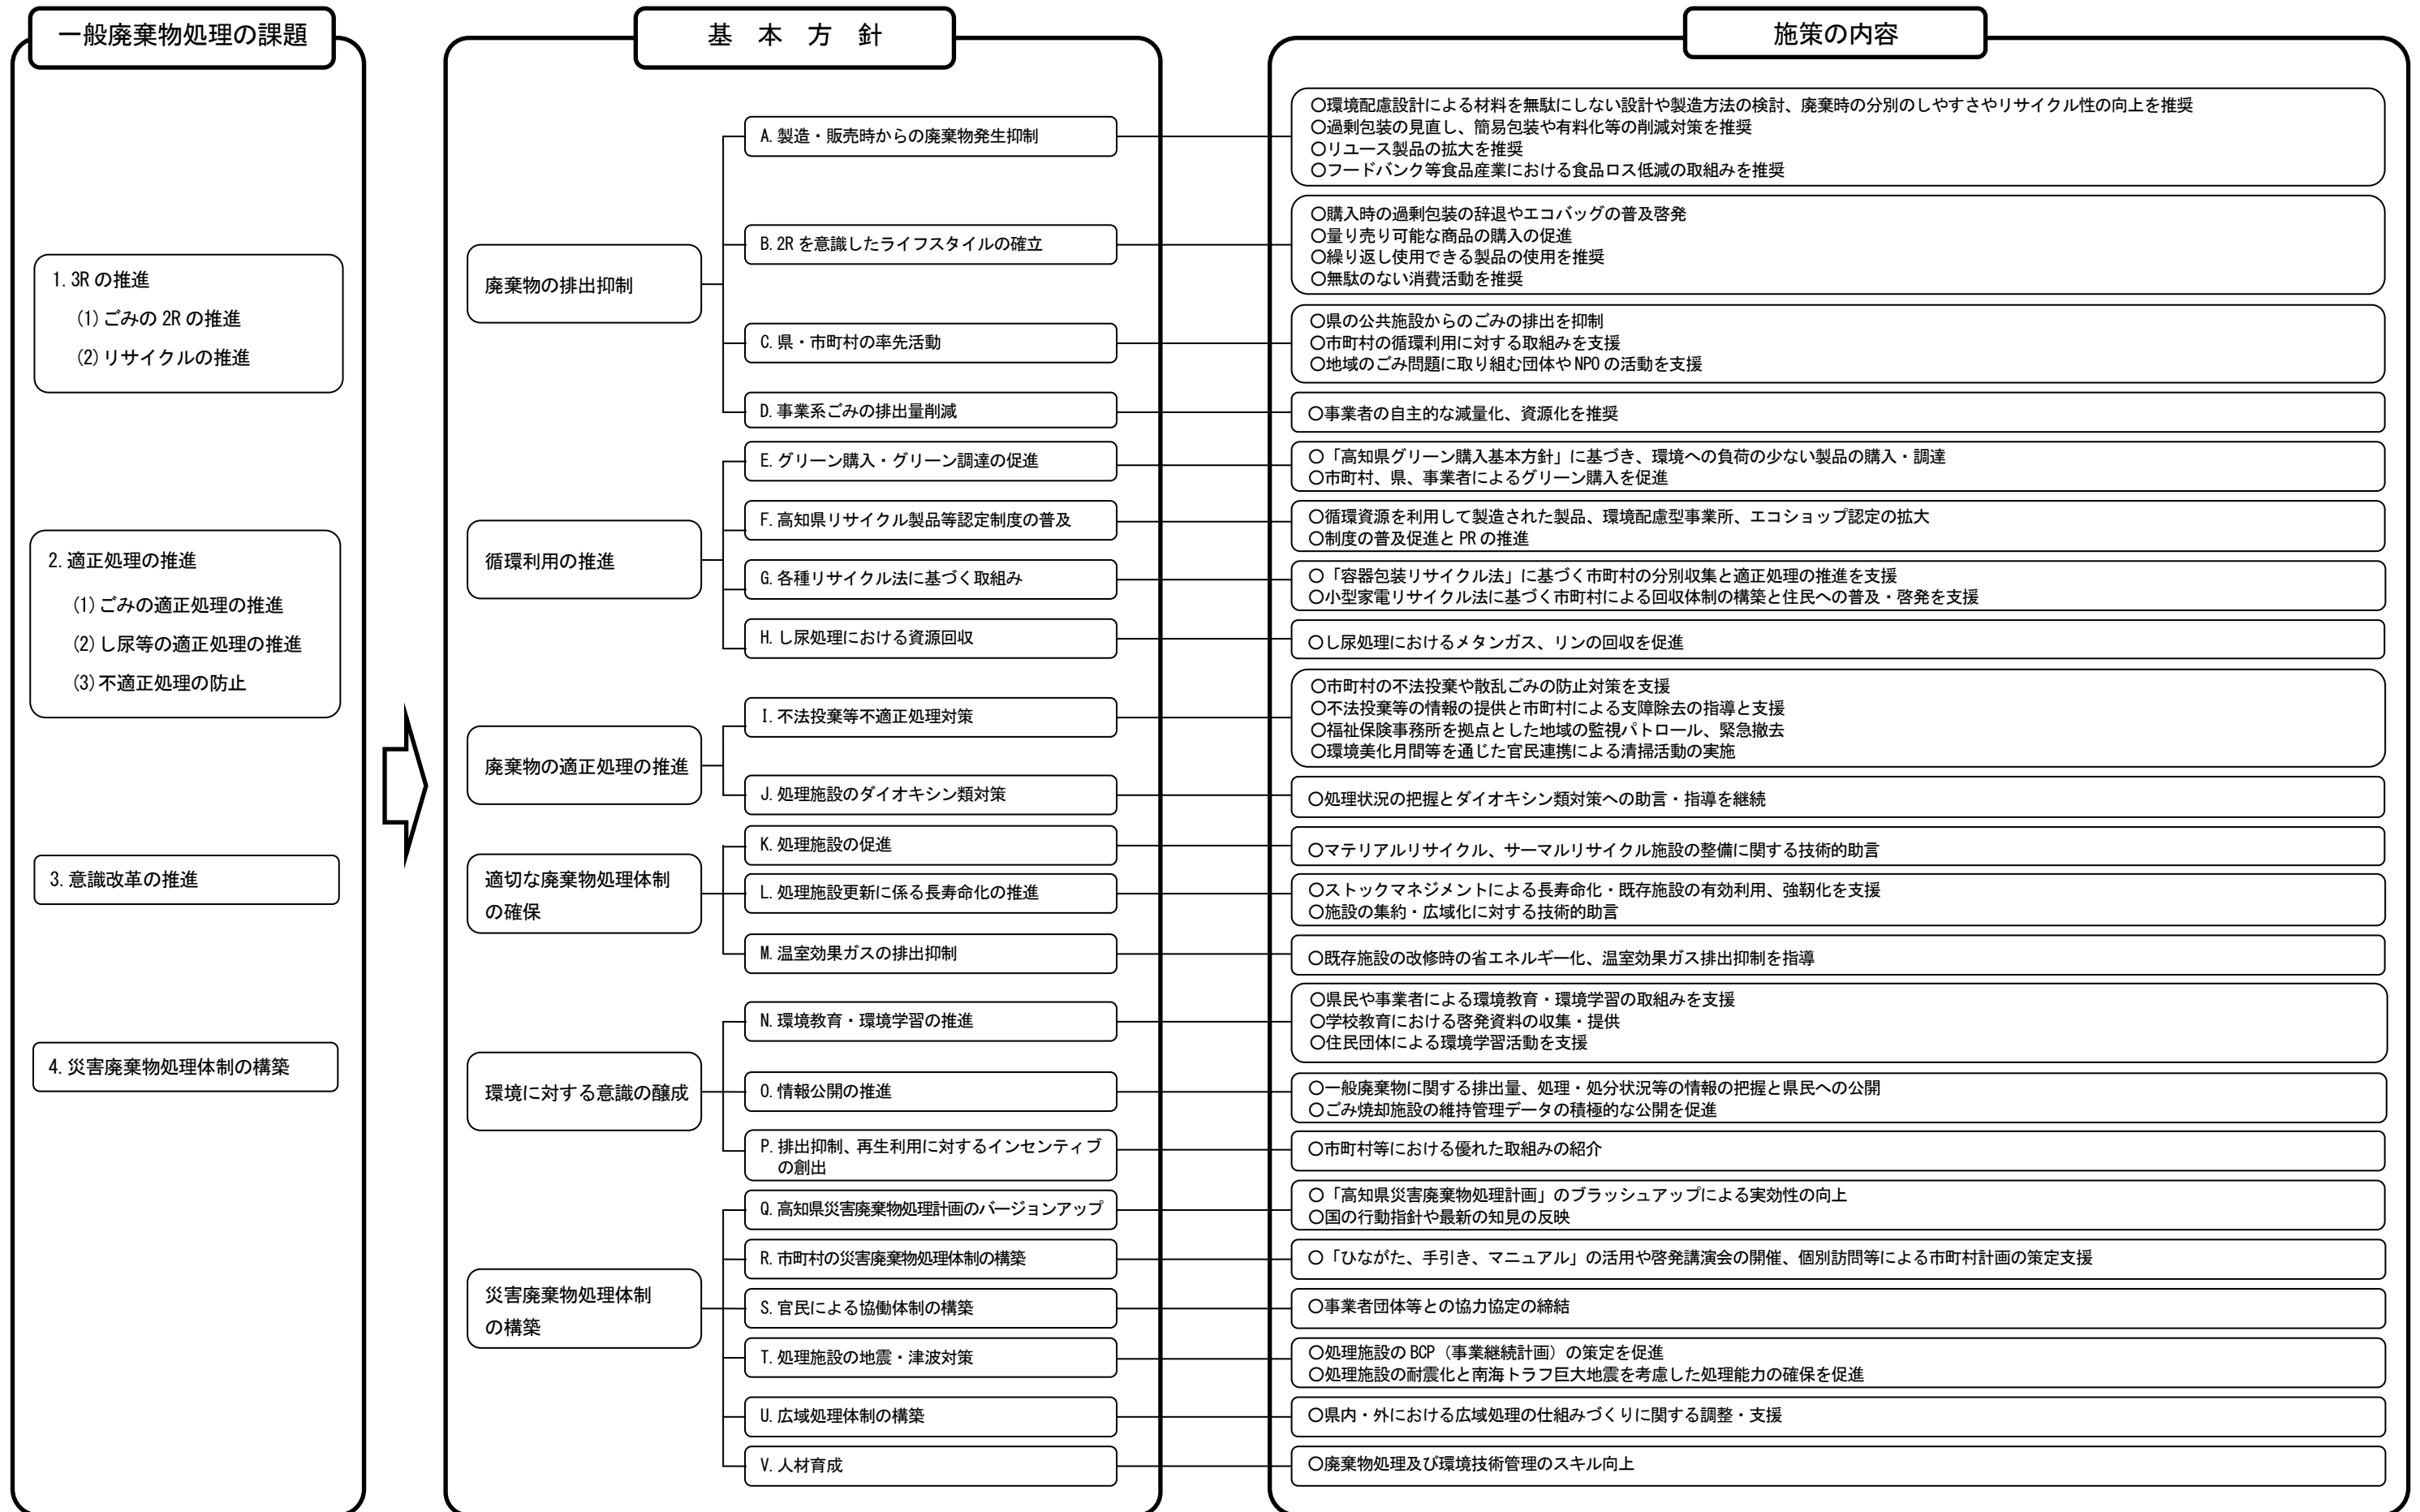 一般廃棄物処理の課題
1. 3R の推進
(1) ごみの 2R の推進
(2) リサイクルの推進
2. 適正処理の推進
(1) ごみの適正処理の推進
(2) し尿等の適正処理の推進
(3) 不適正処理の防止
3. 意識改革の推進
4. 災害廃棄物処理体制の構築
基 本 方 針
廃棄物の排出抑制
A. 製造・販売時からの廃棄物発生抑制
B. 2R を意識したライフスタイルの確立
C. 県・市町村の率先活動
D. 事業系ごみの排出量削減
循環利用の推進
E. グリーン購入・グリーン調達の促進
F. 高知県リサイクル製品等認定制度の普及
G. 各種リサイクル法に基づく取組み
H. し尿処理における資源回収
廃棄物の適正処理の推進
I. 不法投棄等不適正処理対策
J. 処理施設のダイオキシン類対策
適切な廃棄物処理体制
の確保
K. 処理施設の促進
L. 処理施設更新に係る長寿命化の推進
M. 温室効果ガスの排出抑制
環境に対する意識の醸成
N. 環境教育・環境学習の推進
O. 情報公開の推進
P. 排出抑制、再生利用に対するインセンティブ
の創出
災害廃棄物処理体制
の構築
Q. 高知県災害廃棄物処理計画のバージョンアップ
R. 市町村の災害廃棄物処理体制の構築
S. 官民による協働体制の構築
T. 処理施設の地震・津波対策
U. 広域処理体制の構築
V. 人材育成
施策の内容
○環境配慮設計による材料を無駄にしない設計や製造方法の検討、廃棄時の分別のしやすさやリサイクル性の向上を推奨
○過剰包装の見直し、簡易包装や有料化等の削減対策を推奨
○リユース製品の拡大を推奨
○フードバンク等食品産業における食品ロス低減の取組みを推奨
○購入時の過剰包装の辞退やエコバッグの普及啓発
○量り売り可能な商品の購入の促進
○繰り返し使用できる製品の使用を推奨
○無駄のない消費活動を推奨
○県の公共施設からのごみの排出を抑制
○市町村の循環利用に対する取組みを支援
○地域のごみ問題に取り組む団体や NPO の活動を支援
○事業者の自主的な減量化、資源化を推奨
○「高知県グリーン購入基本方針」に基づき、環境への負荷の少ない製品の購入・調達
○市町村、県、事業者によるグリーン購入を促進
○循環資源を利用して製造された製品、環境配慮型事業所、エコショップ認定の拡大
○制度の普及促進と PR の推進
○「容器包装リサイクル法」に基づく市町村の分別収集と適正処理の推進を支援
○小型家電リサイクル法に基づく市町村による回収体制の構築と住民への普及・啓発を支援
○し尿処理におけるメタンガス、リンの回収を促進
○市町村の不法投棄や散乱ごみの防止対策を支援
○不法投棄等の情報の提供と市町村による支障除去の指導と支援
○福祉保険事務所を拠点とした地域の監視パトロール、緊急撤去
○環境美化月間等を通じた官民連携による清掃活動の実施
○処理状況の把握とダイオキシン類対策への助言・指導を継続
○マテリアルリサイクル、サーマルリサイクル施設の整備に関する技術的助言
○ストックマネジメントによる長寿命化・既存施設の有効利用、強靭化を支援
○施設の集約・広域化に対する技術的助言
○既存施設の改修時の省エネルギー化、温室効果ガス排出抑制を指導
○県民や事業者による環境教育・環境学習の取組みを支援
○学校教育における啓発資料の収集・提供
○住民団体による環境学習活動を支援
○一般廃棄物に関する排出量、処理・処分状況等の情報の把握と県民への公開
○ごみ焼却施設の維持管理データの積極的な公開を促進
○市町村等における優れた取組みの紹介
○「高知県災害廃棄物処理計画」のブラッシュアップによる実効性の向上
○国の行動指針や最新の知見の反映
○「ひながた、手引き、マニュアル」の活用や啓発講演会の開催、個別訪問等による市町村計画の策定支援
○事業者団体等との協力協定の締結
○処理施設の BCP（事業継続計画）の策定を促進
○処理施設の耐震化と南海トラフ巨大地震を考慮した処理能力の確保を促進
○県内・外における広域処理の仕組みづくりに関する調整・支援
○廃棄物処理及び環境技術管理のスキル向上